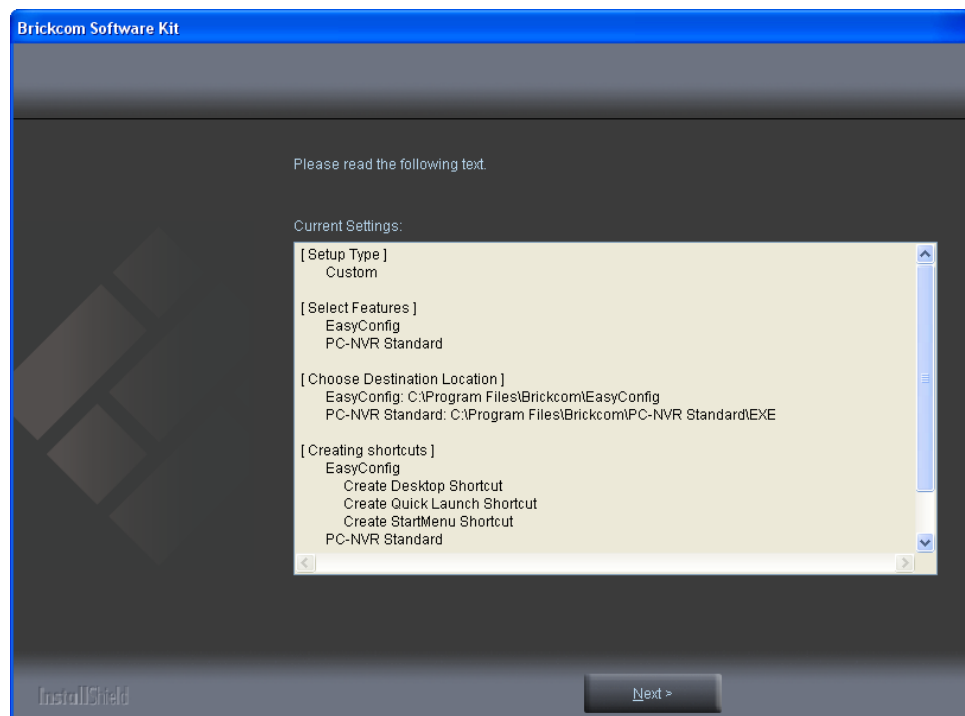 Brickcom Software Kit
Please read the following text.
Current Settings:
[ Setup Type ]
Custom
[ Select Features ]
EasyConfig
PC-NVR Standard
[ Choose Destination Location ]
EasyConfig: C:\Program Files\Brickcom\EasyConfig
PC-NVR Standard: C:\Program Files\Brickcom\PC-NVR Standard\EXE
[ Creating shortcuts ]
EasyConfig
Create Desktop Shortcut
Create Quick Launch Shortcut
Create StartMenu Shortcut
PC-NVR Standard
InstallShield
Next >